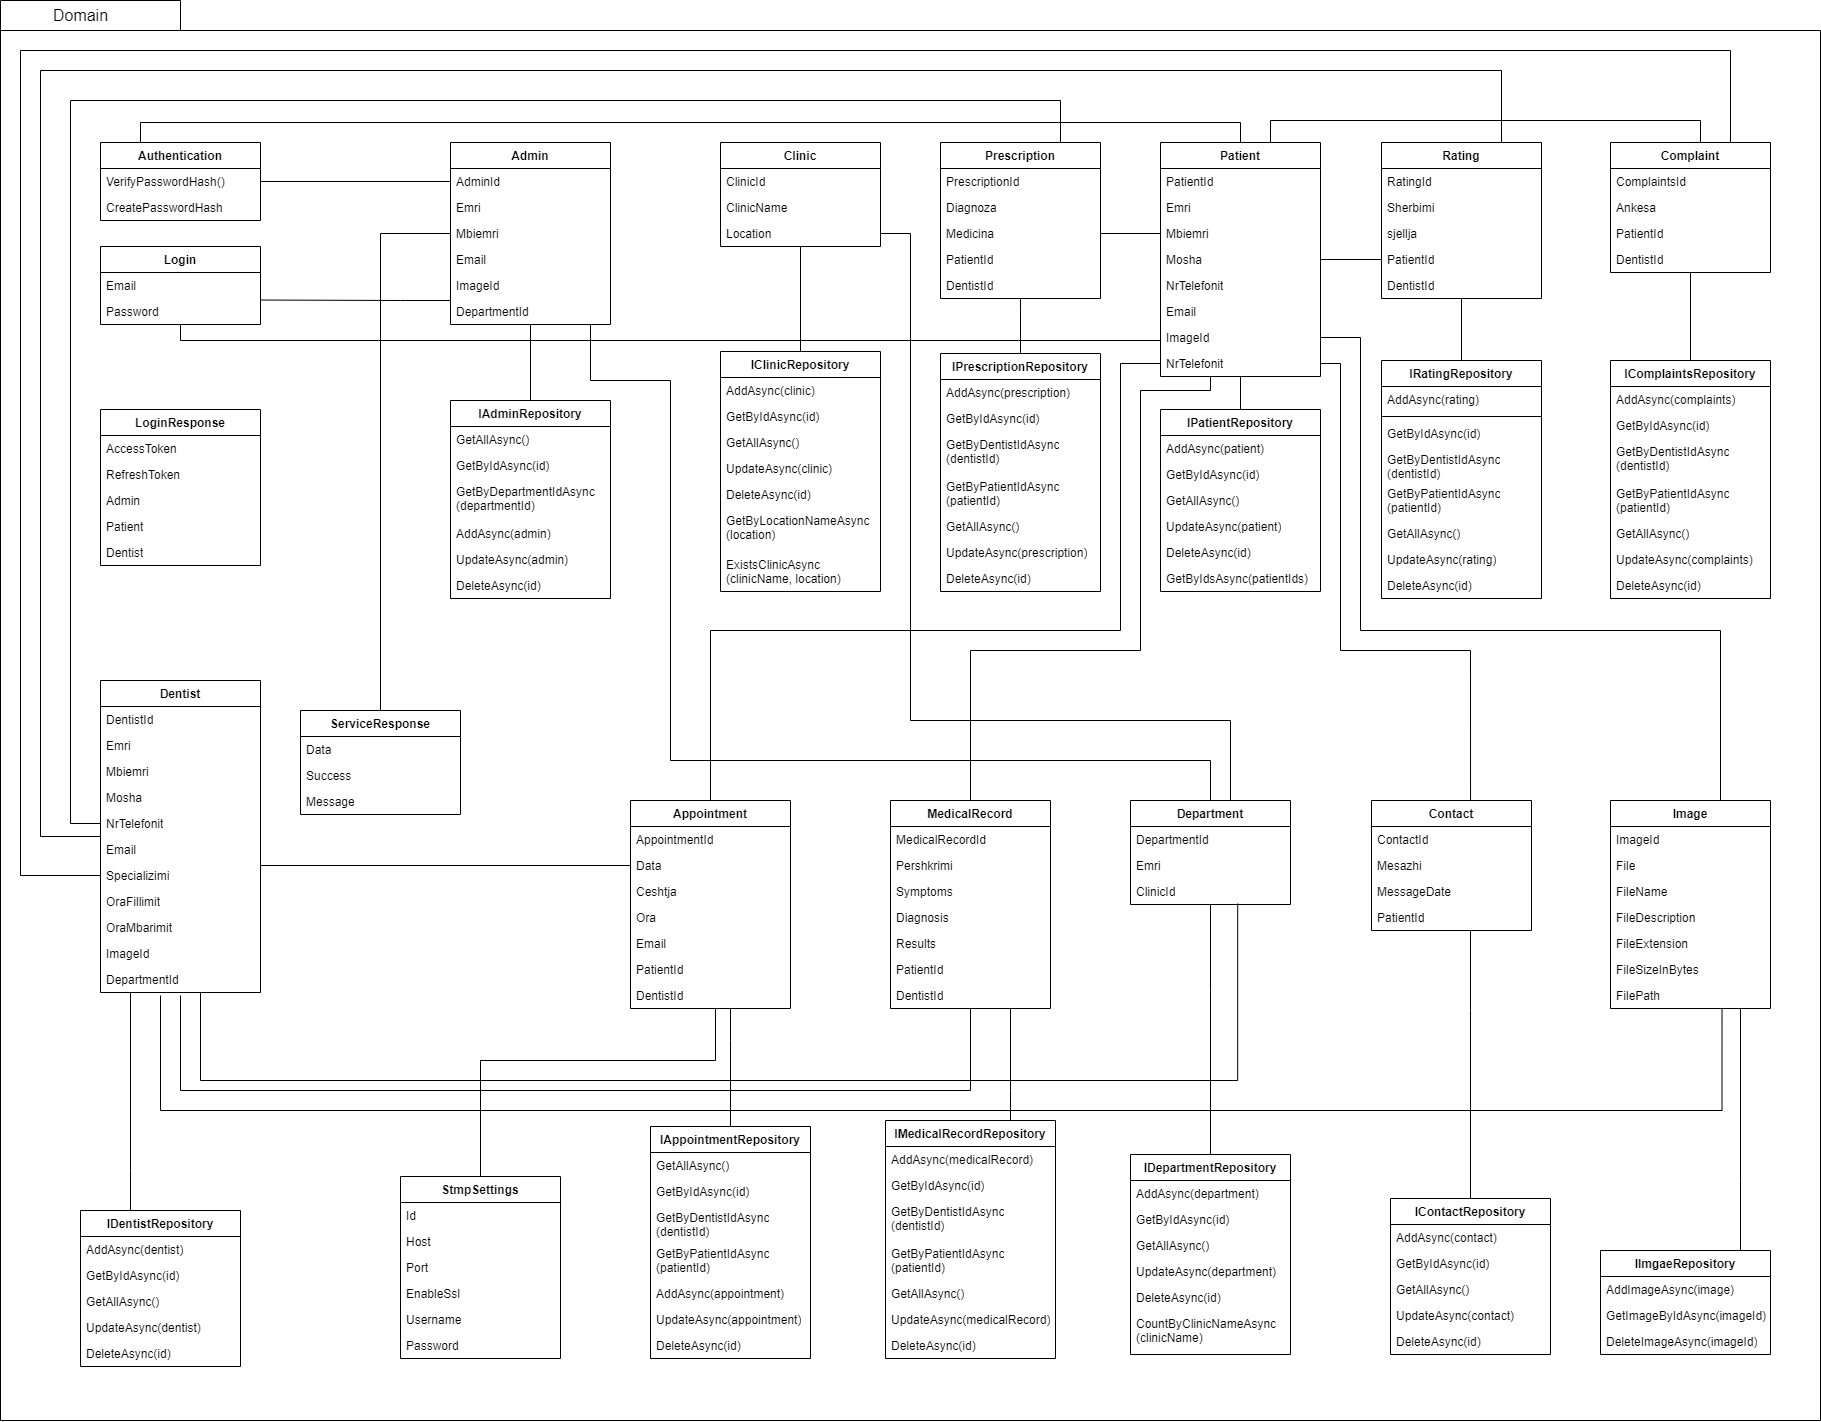 Domain
Authentication
VerifyPasswordHash()
CreatePasswordHash
Login
Email
Password
Admin
AdminId
Emri
Mbiemri
Email
ImageId
DepartmentId
Clinic
ClinicId
ClinicName
Location
Prescription
PrescriptionId
Diagnoza
Medicina
PatientId
DentistId
Patient
PatientId
Emri
Mbiemri
Mosha
NrTelefonit
Email
ImageId
NrTelefonit
Rating
RatingId
Sherbimi
sjellja
PatientId
DentistId
Complaint
ComplaintsId
Ankesa
PatientId
DentistId
LoginResponse
AccessToken
RefreshToken
Admin
Patient
Dentist
IAdminRepository
GetAllAsync()
GetByIdAsync(id)
GetByDepartmentIdAsync
(departmentId)
AddAsync(admin)
UpdateAsync(admin)
DeleteAsync(id)
IClinicRepository
AddAsync(clinic)
GetByIdAsync(id)
GetAllAsync()
UpdateAsync(clinic)
DeleteAsync(id)
GetByLocationNameAsync
(location)
ExistsClinicAsync
(clinicName, location)
IPrescriptionRepository
AddAsync(prescription)
GetByIdAsync(id)
GetByDentistIdAsync
(dentistId)
GetByPatientIdAsync
(patientId)
GetAllAsync()
UpdateAsync(prescription)
DeleteAsync(id)
IPatientRepository
AddAsync(patient)
GetByIdAsync(id)
GetAllAsync()
UpdateAsync(patient)
DeleteAsync(id)
GetByIdsAsync(patientIds)
IRatingRepository
AddAsync(rating)
GetByIdAsync(id)
GetByDentistIdAsync
(dentistId)
GetByPatientIdAsync
(patientId)
GetAllAsync()
UpdateAsync(rating)
DeleteAsync(id)
IComplaintsRepository
AddAsync(complaints)
GetByIdAsync(id)
GetByDentistIdAsync
(dentistId)
GetByPatientIdAsync
(patientId)
GetAllAsync()
UpdateAsync(complaints)
DeleteAsync(id)
Dentist
DentistId
Emri
Mbiemri
Mosha
NrTelefonit
Email
Specializimi
OraFillimit
OraMbarimit
ImageId
DepartmentId
ServiceResponse
Data
Success
Message
Appointment
AppointmentId
Data
Ceshtja
Ora
Email
PatientId
DentistId
MedicalRecord
MedicalRecordId
Pershkrimi
Symptoms
Diagnosis
Results
PatientId
DentistId
Department
DepartmentId
Emri
ClinicId
Contact
ContactId
Mesazhi
MessageDate
PatientId
Image
ImageId
File
FileName
FileDescription
FileExtension
FileSizeInBytes
FilePath
IDentistRepository
AddAsync(dentist)
GetByIdAsync(id)
GetAllAsync()
UpdateAsync(dentist)
DeleteAsync(id)
StmpSettings
Id
Host
Port
EnableSsl
Username
Password
IAppointmentRepository
GetAllAsync()
GetByIdAsync(id)
GetByDentistIdAsync
(dentistId)
GetByPatientIdAsync
(patientId)
AddAsync(appointment)
UpdateAsync(appointment)
DeleteAsync(id)
IMedicalRecordRepository
AddAsync(medicalRecord)
GetByIdAsync(id)
GetByDentistIdAsync
(dentistId)
GetByPatientIdAsync
(patientId)
GetAllAsync()
UpdateAsync(medicalRecord)
DeleteAsync(id)
IDepartmentRepository
AddAsync(department)
GetByIdAsync(id)
GetAllAsync()
UpdateAsync(department)
DeleteAsync(id)
CountByClinicNameAsync
(clinicName)
IContactRepository
AddAsync(contact)
GetByIdAsync(id)
GetAllAsync()
UpdateAsync(contact)
DeleteAsync(id)
IImgaeRepository
AddImageAsync(image)
GetImageByIdAsync(imageId)
DeleteImageAsync(imageId)